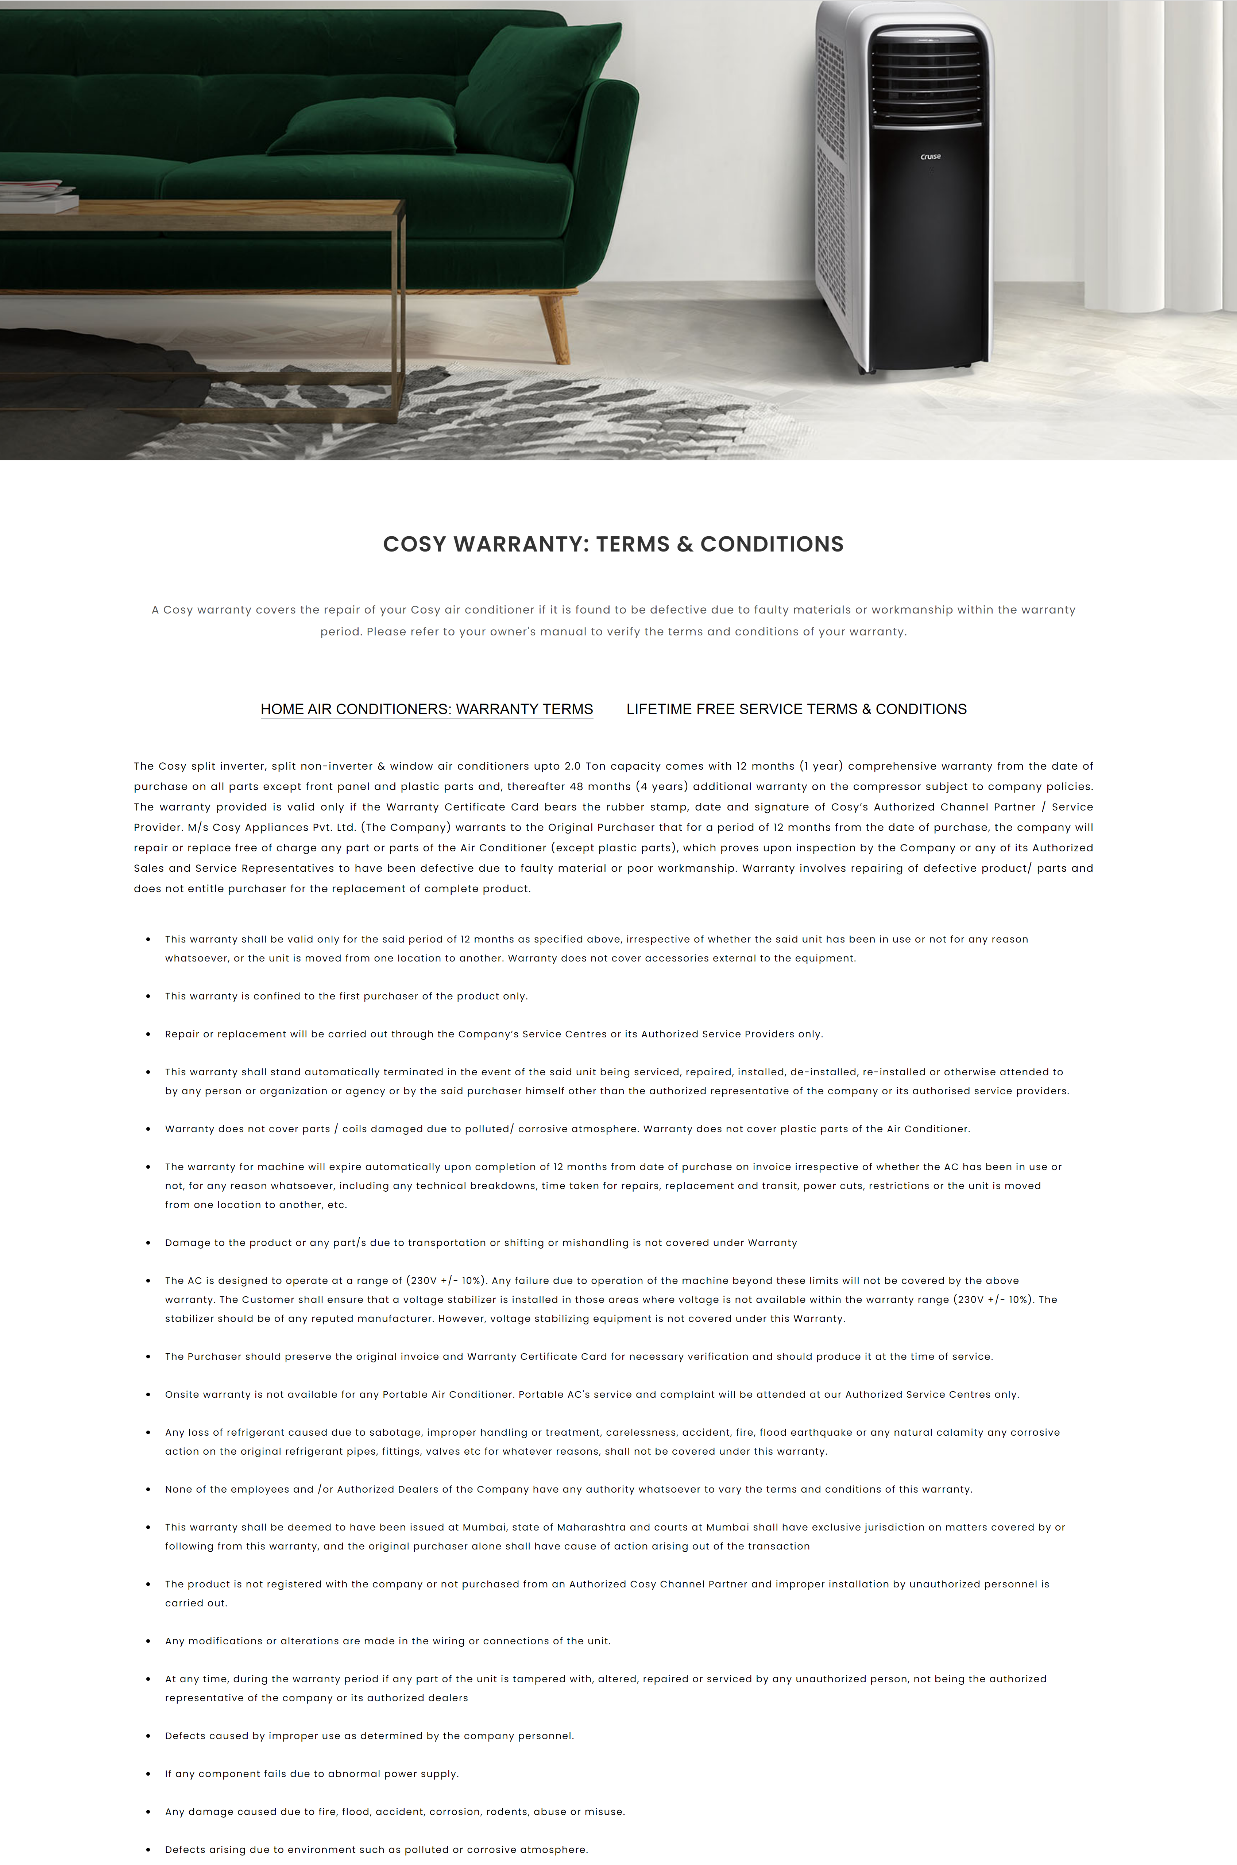 Cruise
COSY WARRANTY: TERMS & CONDITIONS
A Cosy warranty covers the repair of your Cosy air conditioner if it is found to be defective due to faulty materials or workmanship within the warranty
period. Please refer to your owner's manual to verify the terms and conditions of your warranty.
HOME AIR CONDITIONERS: WARRANTY TERMS LIFETIME FREE SERVICE TERMS & CONDITIONS
The Cosy split inverter, split non-inverter & window air conditioners upto 2.0 Ton capacity comes with 12 months (1 year) comprehensive warranty from the date of
purchase on all parts except front panel and plastic parts and, thereafter 48 months (4 years) additional warranty on the compressor subject to company policies.
The warranty provided is valid only if the Warranty Certificate Card bears the rubber stamp, date and signature of Cosy's Authorized Channel Partner / Service
Provider. M/s Cosy Appliances Pvt. Ltd. (The Company) warrants to the Original Purchaser that for a period of 12 months from the date of purchase, the company will
repair or replace free of charge any part or parts of the Air Conditioner (except plastic parts), which proves upon inspection by the Company or any of its Authorized
Sales and Service Representatives to have been defective due to faulty material or poor workmanship. Warranty involves repairing of defective product/ parts and
does not entitle purchaser for the replacement of complete product.
• This warranty shall be valid only for the said period of 12 months as specified above, irrespective of whether the said unit has been in use or not for any reason
whatsoever, or the unit is moved from one location to another. Warranty does not cover accessories external to the equipment.
• This warranty is confined to the first purchaser of the product only.
• Repair or replacement will be carried out through the Company's Service Centres or its Authorized Service Providers only.
• This warranty shall stand automatically terminated in the event of the said unit being serviced, repaired, installed, de-installed, re-installed or otherwise attended to
by any person or organization or agency or by the said purchaser himself other than the authorized representative of the company or its authorised service providers.
• Warranty does not cover parts / coils damaged due to polluted/ corrosive atmosphere. Warranty does not cover plastic parts of the Air Conditioner.
• The warranty for machine will expire automatically upon completion of 12 months from date of purchase on invoice irrespective of whether the AC has been in use or
not, for any reason whatsoever, including any technical breakdowns, time taken for repairs, replacement and transit, power cuts, restrictions or the unit is moved
from one location to another, etc.
• Damage to the product or any part/s due to transportation or shifting or mishandling is not covered under Warranty
• The AC is designed to operate at a range of (230V +/- 10%). Any failure due to operation of the machine beyond these limits will not be covered by the above
warranty. The Customer shall ensure that a voltage stabilizer is installed in those areas where voltage is not available within the warranty range (230V +/- 10%). The
stabilizer should be of any reputed manufacturer. However, voltage stabilizing equipment is not covered under this Warranty.
• The Purchaser should preserve the original invoice and Warranty Certificate Card for necessary verification and should produce it at the time of service.
• Onsite warranty is not available for any Portable Air Conditioner. Portable AC's service and complaint will be attended at our Authorized Service Centres only.
• Any loss of refrigerant caused due to sabotage, improper handling or treatment, carelessness, accident, fire, flood earthquake or any natural calamity any corrosive
action on the original refrigerant pipes, fittings, valves etc for whatever reasons, shall not be covered under this warranty.
• None of the employees and /or Authorized Dealers of the Company have any authority whatsoever to vary the terms and conditions of this warranty.
• This warranty shall be deemed to have been issued at Mumbai, state of Maharashtra and courts at Mumbai shall have exclusive jurisdiction on matters covered by or
following from this warranty, and the original purchaser alone shall have cause of action arising out of the transaction
• The product is not registered with the company or not purchased from an Authorized Cosy Channel Partner and improper installation by unauthorized personnel is
carried out.
• Any modifications or alterations are made in the wiring or connections of the unit.
• At any time, during the warranty period if any part of the unit is tampered with, altered, repaired or serviced by any unauthorized person, not being the authorized
representative of the company or its authorized dealers
• Defects caused by improper use as determined by the company personnel.
• If any component fails due to abnormal power supply.
• Any damage caused due to fire, flood, accident, corrosion, rodents, abuse or misuse.
• Defects arising due to environment such as polluted or corrosive atmosphere.